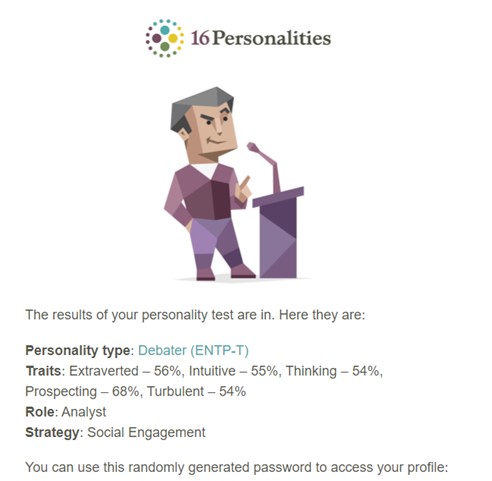 16Personalities
The results of your personality test are in. Here they are:
Personality type: Debater (ENTP-T)
Traits: Extraverted – 56%, Intuitive – 55%, Thinking – 54%,
Prospecting – 68%, Turbulent – 54%
Role: Analyst
Strategy: Social Engagement
You can use this randomly generated password to access your profile: